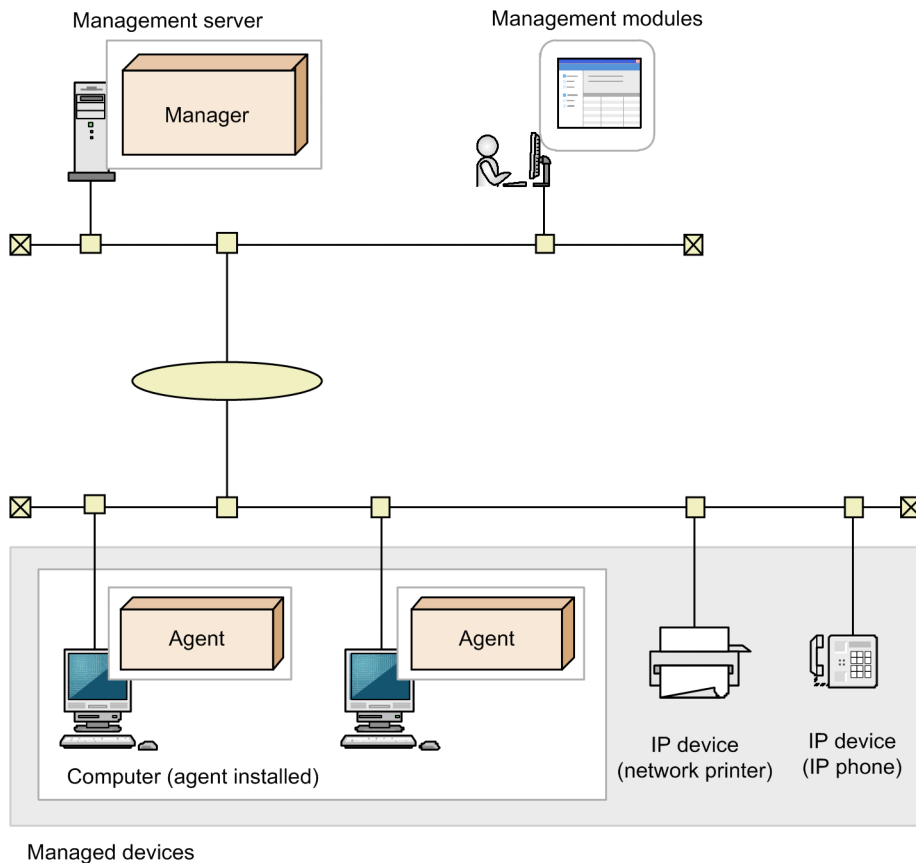 Management server
Management modules
Manager
Agent
Agent
Computer (agent installed)
IP device
(network printer)
IP device
(IP phone)
Managed devices